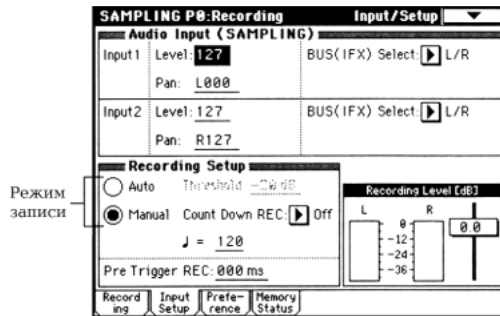 SAMPLING P0:Recording Input/Setup
Audio Input (SAMPLING)
Input1 Level: 127 BUS(IFX) Select: L/R
Pan: L000
Input2 Level: 127 BUS(IFX) Select: L/R
Pan: R127
Recording Setup
Auto Threshold -20 dB
Режим записи
Manual Count Down REC: Off
♩ = 120
Pre Trigger REC: 000 ms
Recording Level [dB]
L R
0
-12
-24
-36
0.0
Record
ing
Input
Setup
Prefe-
rence
Memory
Status